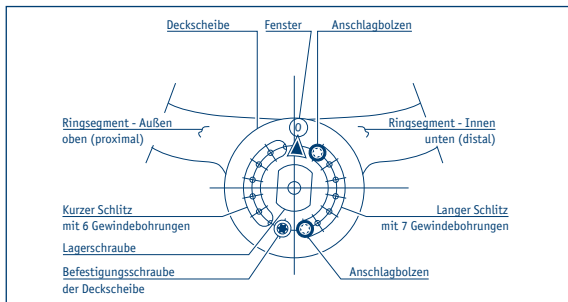 Deckscheibe
Fenster
Anschlagbolzen
0
Ringsegment - Außen
oben (proximal)
Ringsegment - Innen
unten (distal)
Kurzer Schlitz
mit 6 Gewindebohrungen
Langer Schlitz
mit 7 Gewindebohrungen
Lagerschraube
Befestigungsschraube
der Deckscheibe
Anschlagbolzen